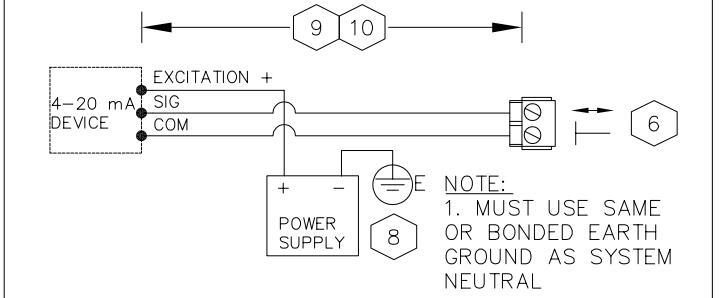 9 10
EXCITATION +
4-20 mA
DEVICE
SIG
COM
6
+ -
POWER
SUPPLY
E
8
NOTE:
1. MUST USE SAME
OR BONDED EARTH
GROUND AS SYSTEM
NEUTRAL